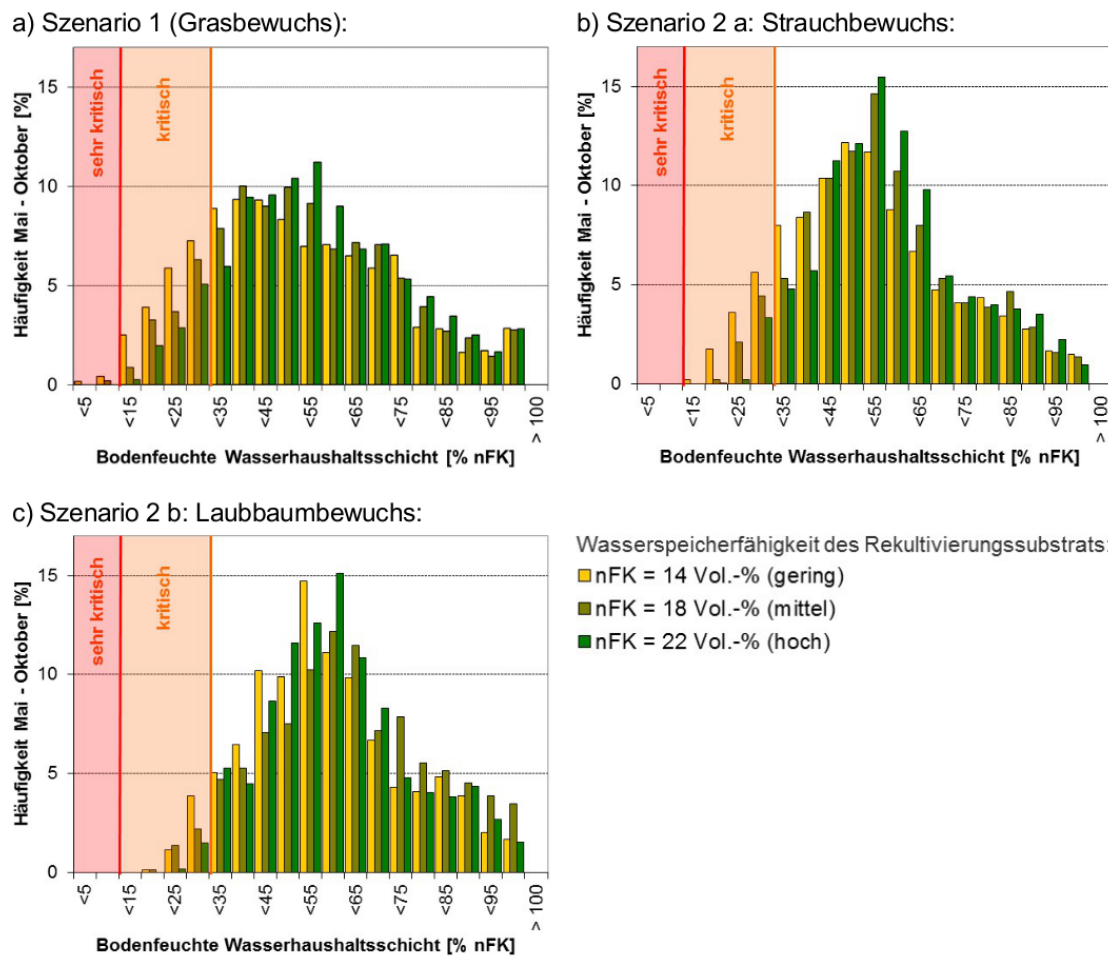 a) Szenario 1 (Grasbewuchs):
Häufigkeit Mai - Oktober [%]
15
10
5
0
sehr kritisch
kritisch
<5
<15
<25
<35
<45
<55
<65
<75
<85
<95
> 100
Bodenfeuchte Wasserhaushaltsschicht [% nFK]
b) Szenario 2 a: Strauchbewuchs:
Häufigkeit Mai - Oktober [%]
15
10
5
0
sehr kritisch
kritisch
<5
<15
<25
<35
<45
<55
<65
<75
<85
<95
> 100
Bodenfeuchte Wasserhaushaltsschicht [% nFK]
c) Szenario 2 b: Laubbaumbewuchs:
Häufigkeit Mai - Oktober [%]
15
10
5
0
sehr kritisch
kritisch
<5
<15
<25
<35
<45
<55
<65
<75
<85
<95
> 100
Bodenfeuchte Wasserhaushaltsschicht [% nFK]
Wasserspeicherfähigkeit des Rekultivierungssubstrats:
nFK = 14 Vol.-% (gering)
nFK = 18 Vol.-% (mittel)
nFK = 22 Vol.-% (hoch)